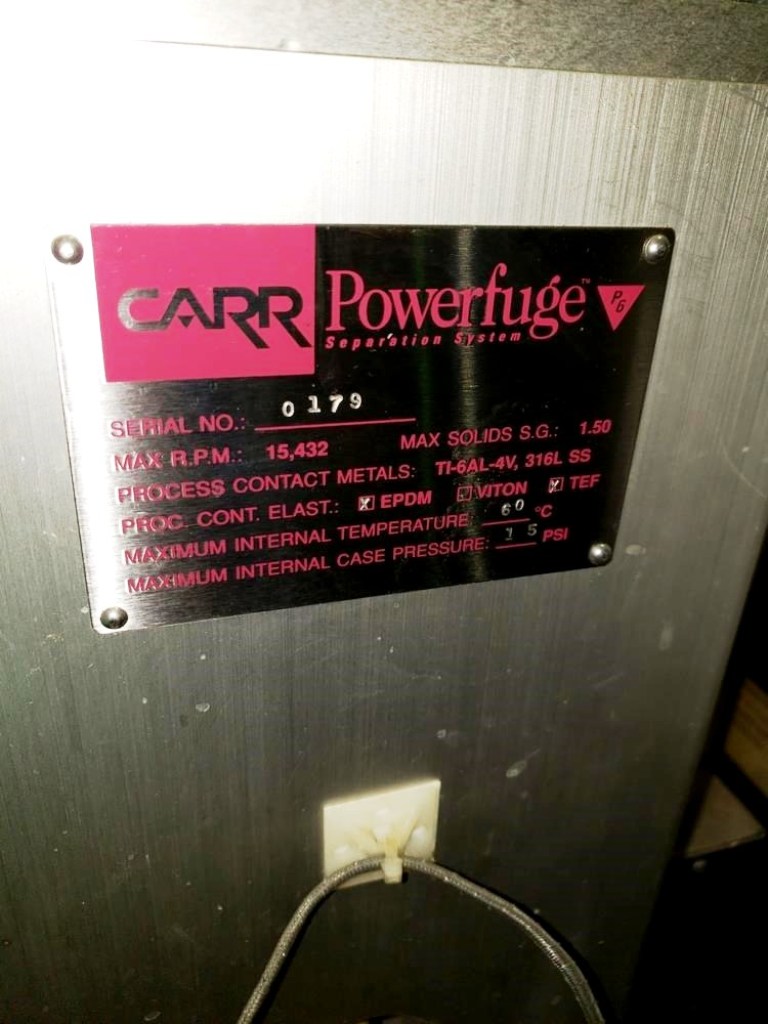 CARR Powerfuge™ P6
Separation System
SERIAL NO.: 0179
MAX R.P.M.: 15,432 MAX SOLIDS S.G.: 1.50
PROCESS CONTACT METALS: TI-6AL-4V, 316L SS
PROC. CONT. ELAST.: EPDM VITON TEF
MAXIMUM INTERNAL TEMPERATURE: 60 °C
MAXIMUM INTERNAL CASE PRESSURE: 15 PSI